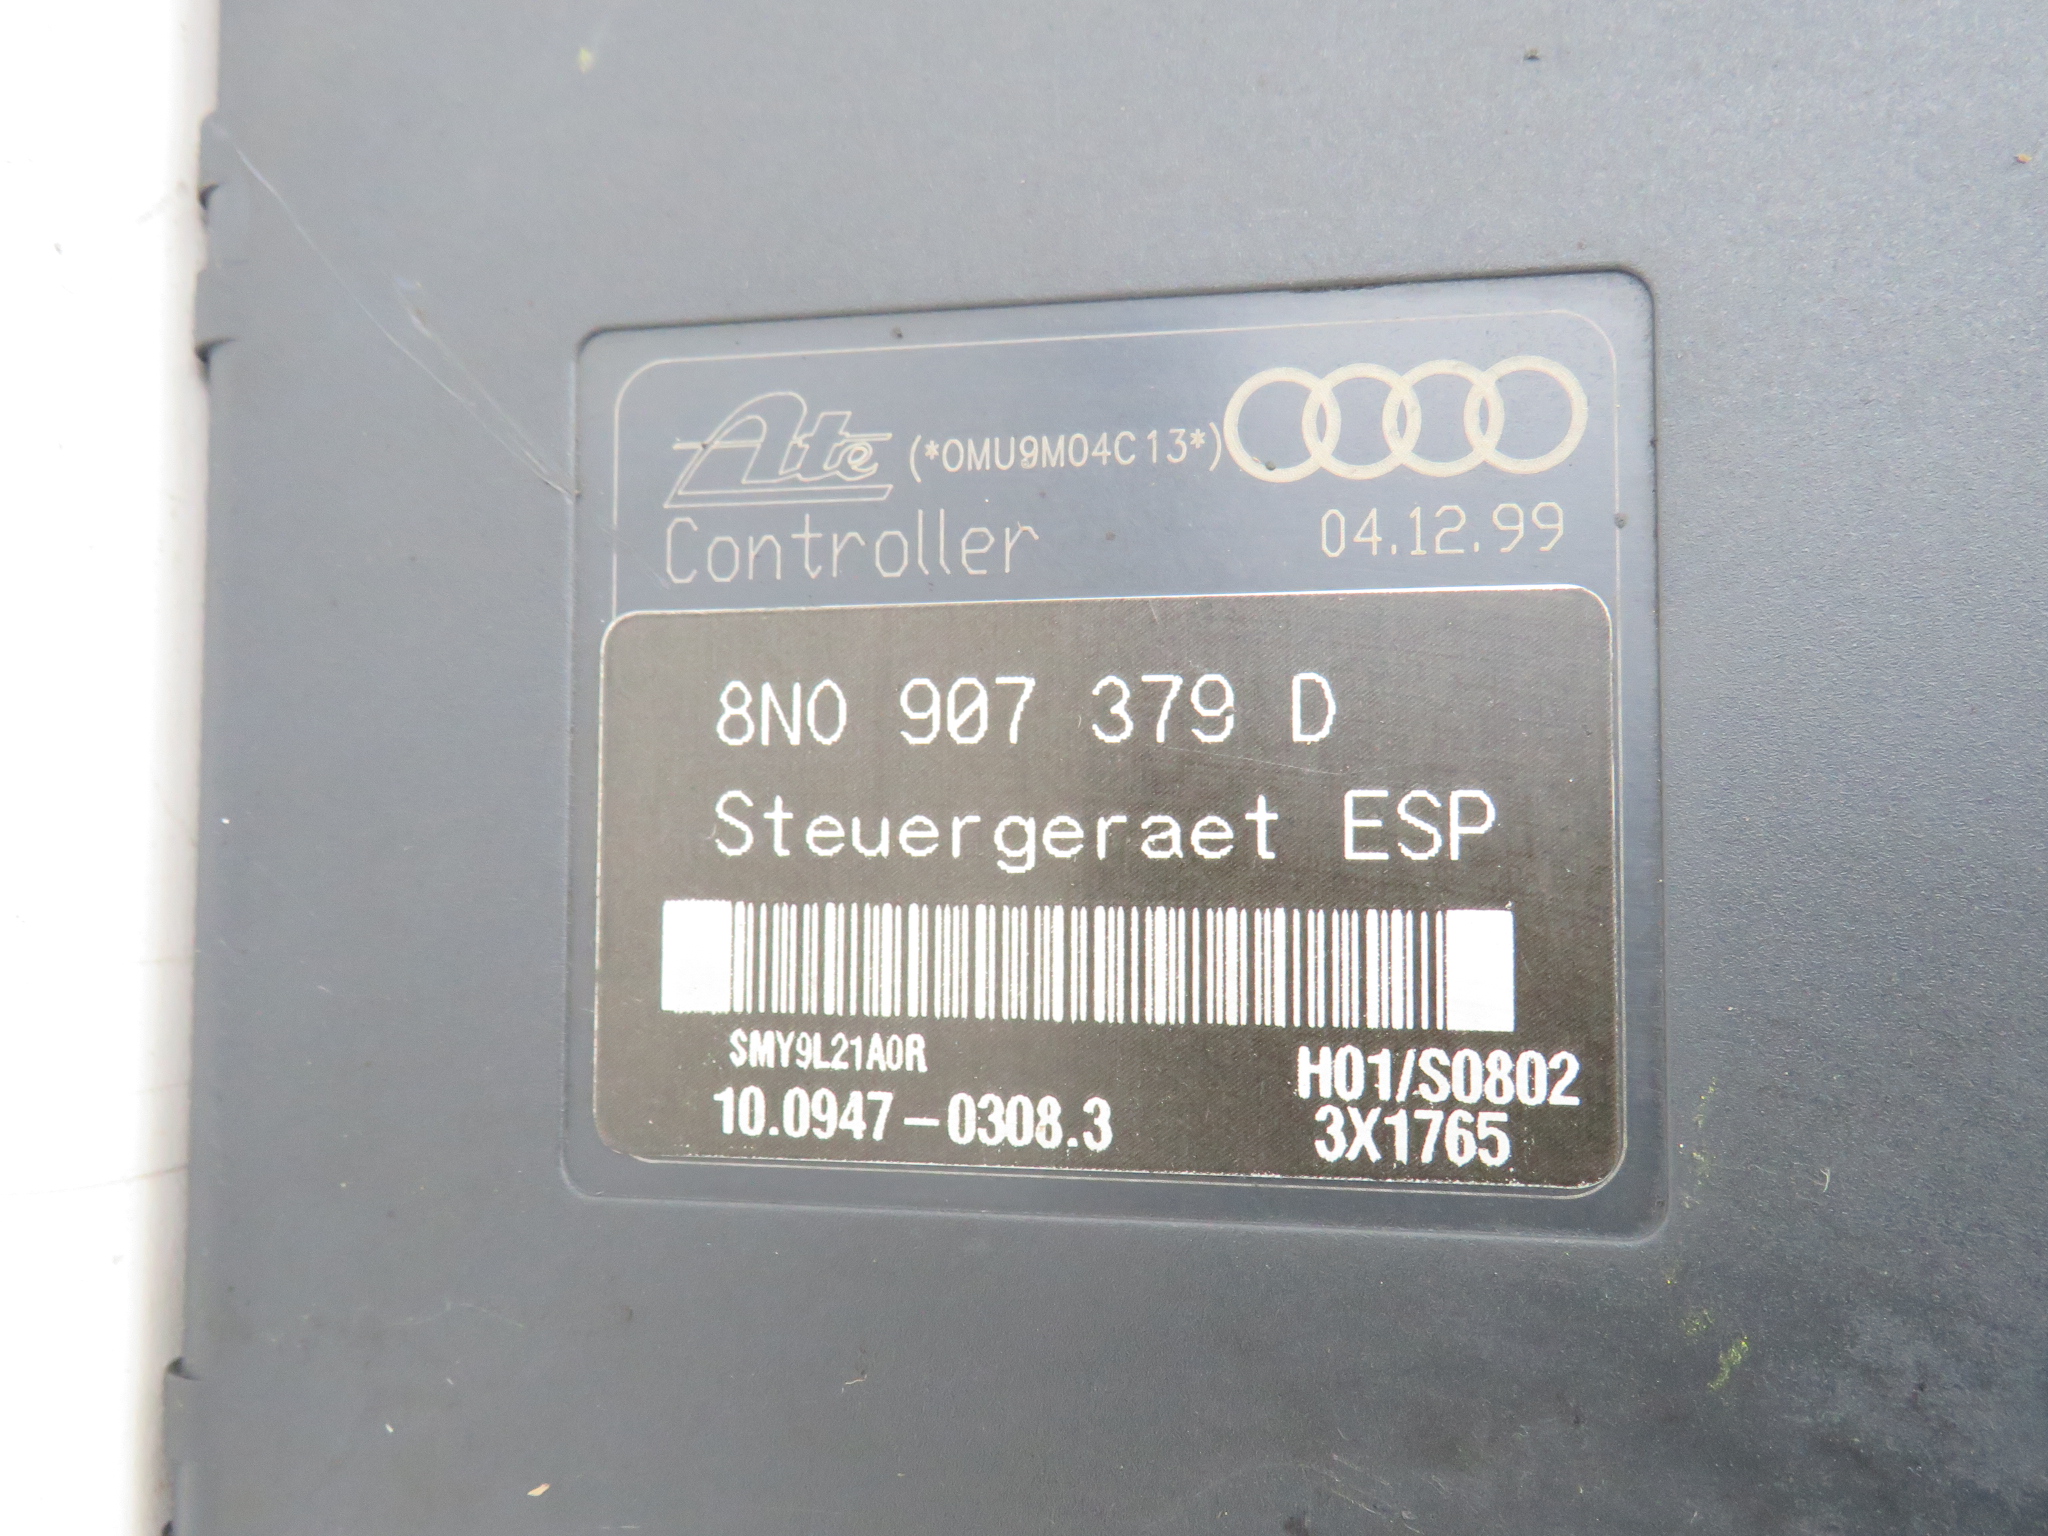 Ate (*0MU9M04C13*)
Controller 04.12.99
8N0 907 379 D
Steuergeraet ESP
SMY9L21A0R
H01/S0802
10.0947-0308.3
3X1765